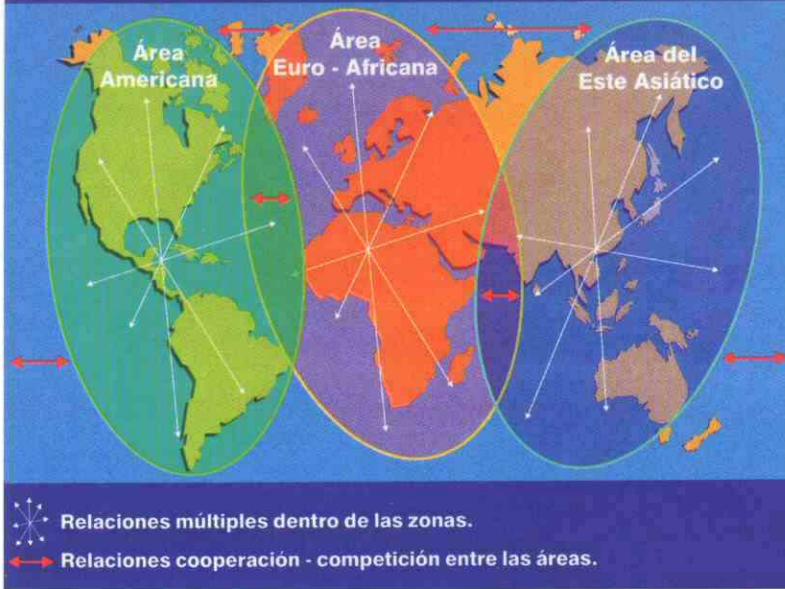 Área
Americana
Área
Euro - Africana
Área del
Este Asiático
Relaciones múltiples dentro de las zonas.
Relaciones cooperación - competición entre las áreas.